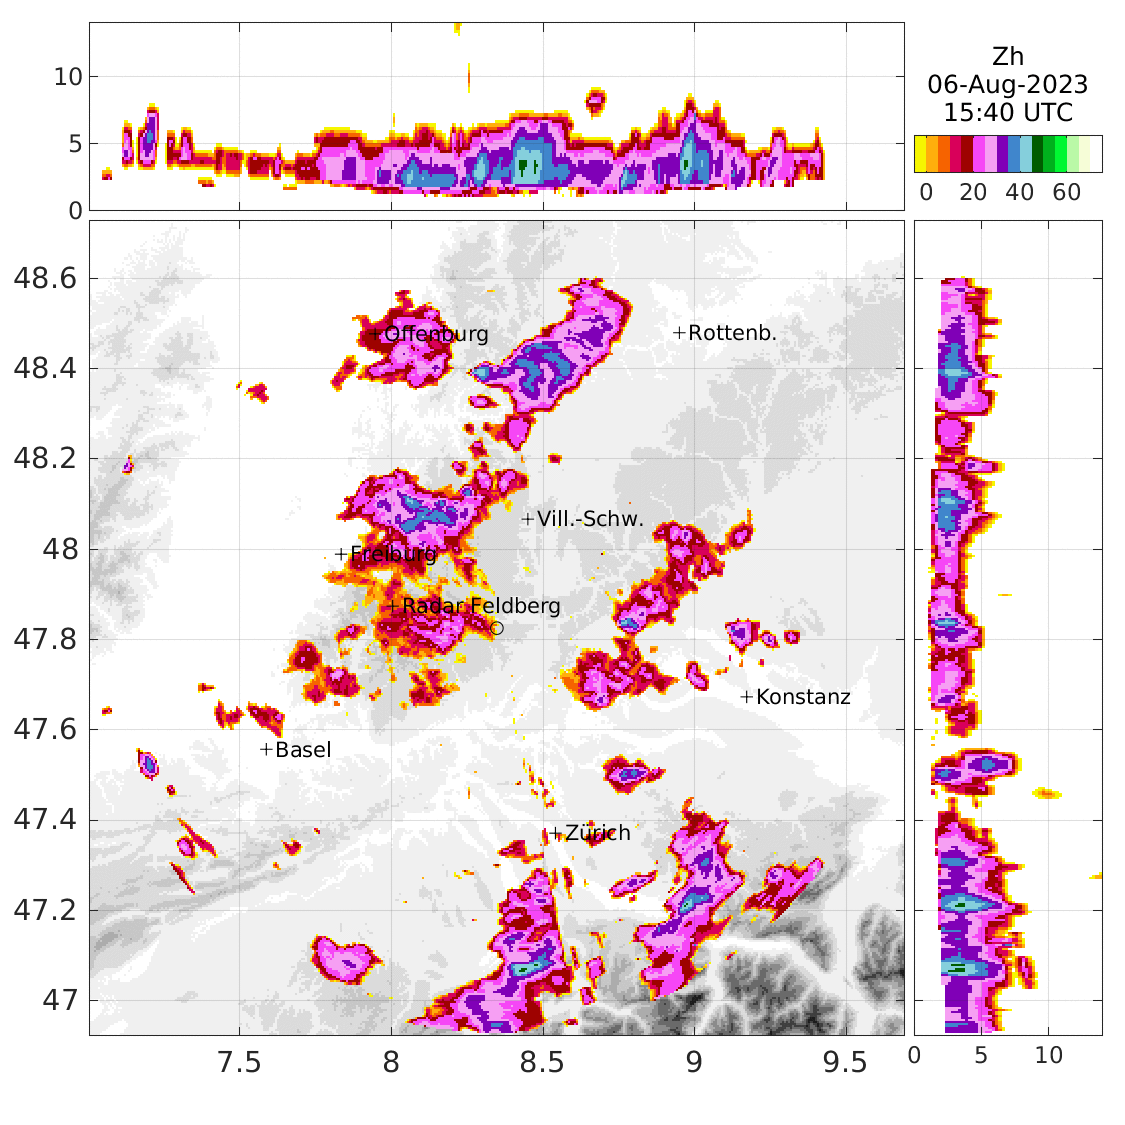 Zh
06-Aug-2023
15:40 UTC
0 20 40 60
10
5
0
48.6
48.4
48.2
48
47.8
47.6
47.4
47.2
47
+Offenburg
+Rottenb.
+Vill.-Schw.
+Freiburg
+Radar Feldberg
+Konstanz
+Basel
+Zürich
7.5 8 8.5 9 9.5
0 5 10